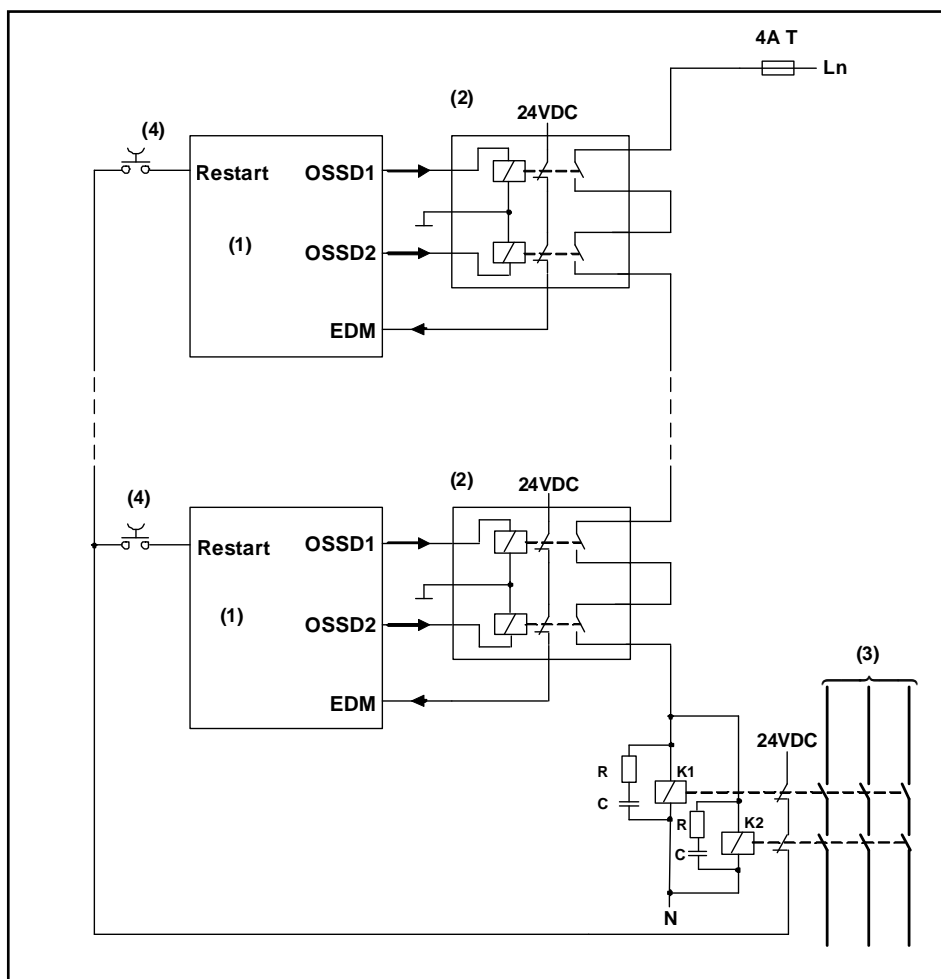 4A T
Ln
(2)
24VDC
(4)
Restart
OSSD1
(1)
OSSD2
EDM
(2)
24VDC
(4)
Restart
OSSD1
(1)
OSSD2
EDM
(3)
24VDC
R
K1
C
R
K2
C
N